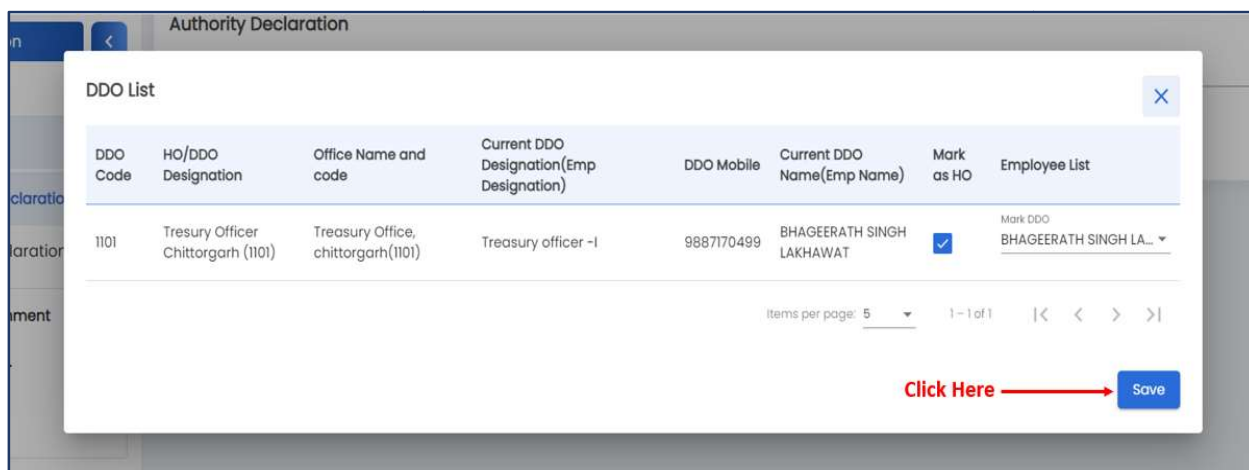 Authority Declaration
DDO List
DDO Code
HO/DDO Designation
Office Name and code
Current DDO Designation(Emp Designation)
DDO Mobile
Current DDO Name(Emp Name)
Mark as HO
Employee List
1101
Tresury Officer Chittorgarh (1101)
Treasury Office, chittorgarh(1101)
Treasury officer -I
9887170499
BHAGEERATH SINGH LAKHAWAT
Mark DDO
BHAGEERATH SINGH LA...
Items per page: 5
1 – 1 of 1
Click Here
Save